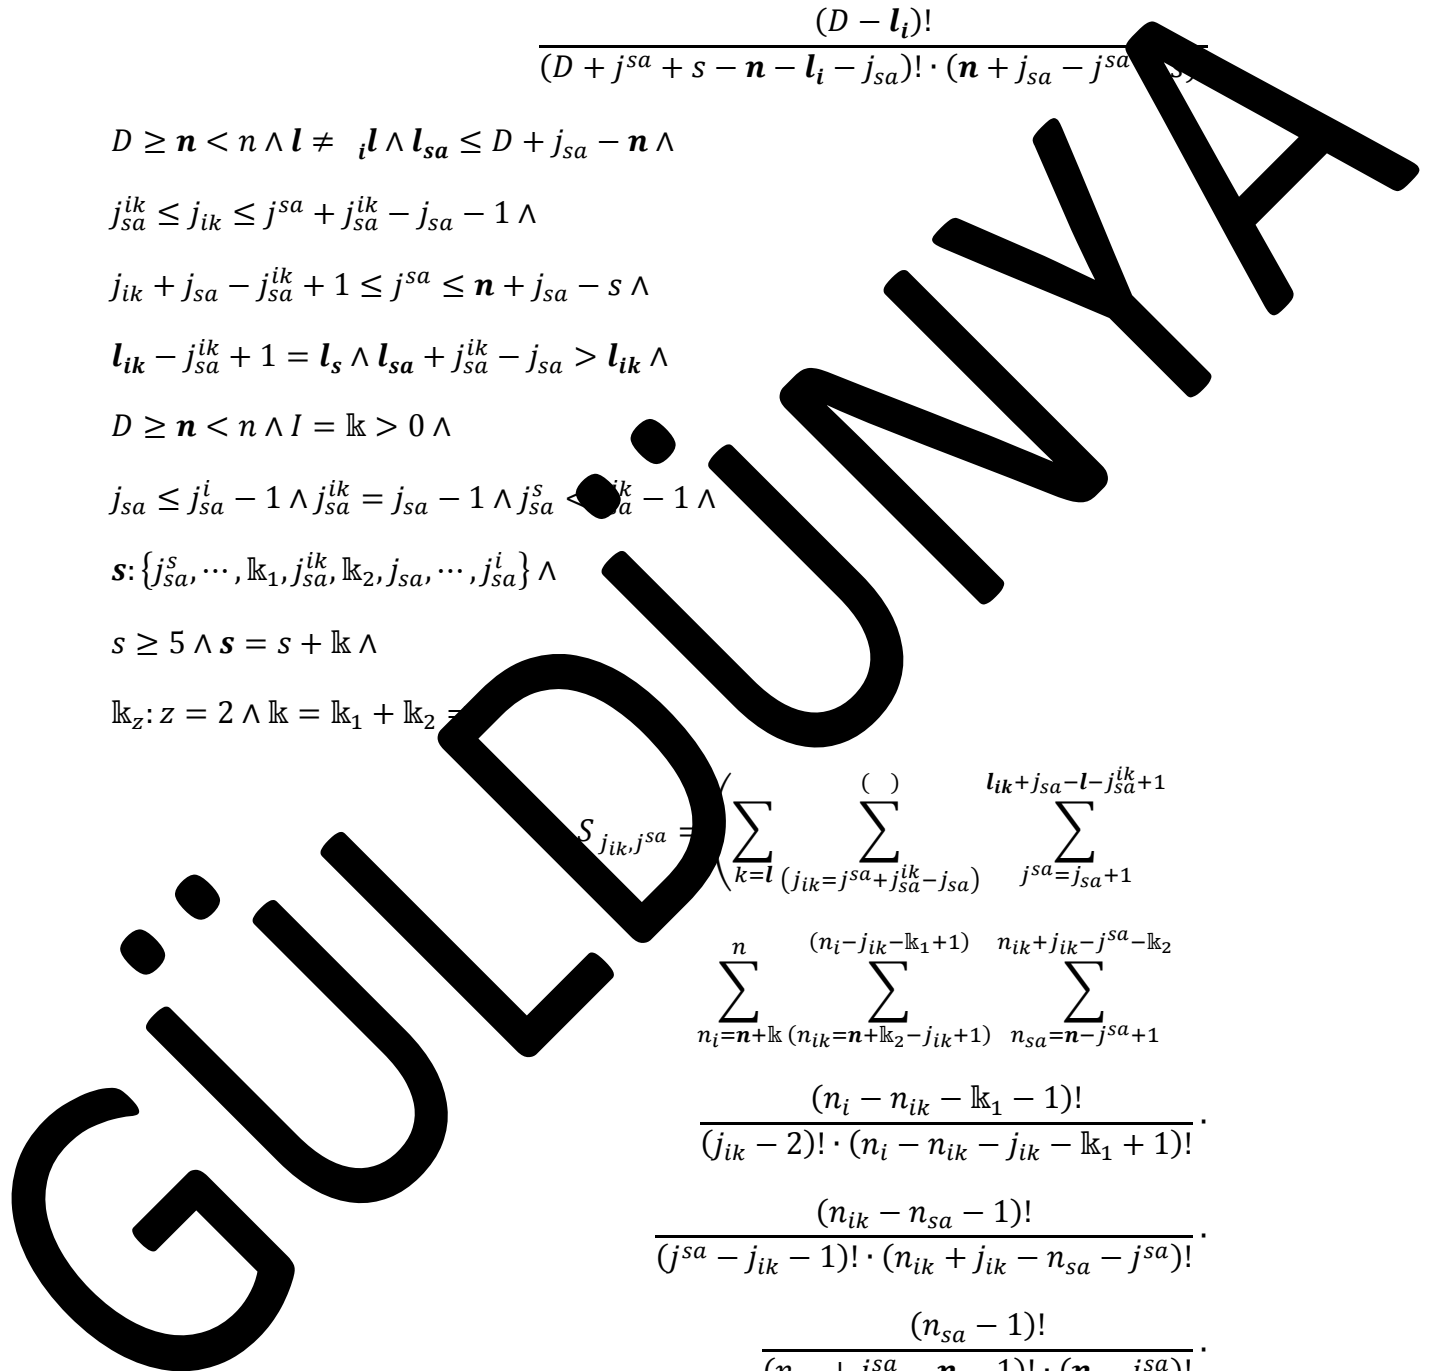 (D − l_i)!
(D + j^{sa} + s − n − l_i − j_{sa})! · (n + j_{sa} − j^{sa}
D ≥ n < n ∧ l ≠ _il ∧ l_{sa} ≤ D + j_{sa} − n ∧
j_{sa}^{ik} ≤ j_{ik} ≤ j^{sa} + j_{sa}^{ik} − j_{sa} − 1 ∧
j_{ik} + j_{sa} − j_{sa}^{ik} + 1 ≤ j^{sa} ≤ n + j_{sa} − s ∧
l_{ik} − j_{sa}^{ik} + 1 = l_s ∧ l_{sa} + j_{sa}^{ik} − j_{sa} > l_{ik} ∧
D ≥ n < n ∧ I = 𝕜 > 0 ∧
j_{sa} ≤ j_{sa}^{i} − 1 ∧ j_{sa}^{ik} = j_{sa} − 1 ∧ j_{sa}^{s} < − 1 ∧
s: {j_{sa}^{s}, ⋯ , 𝕜_1, j_{sa}^{ik}, 𝕜_2, j_{sa}, ⋯ , j_{sa}^{i}} ∧
s ≥ 5 ∧ s = s + 𝕜 ∧
𝕜_z: z = 2 ∧ 𝕜 = 𝕜_1 + 𝕜_2
( ) l_{ik}+j_{sa}−l−j_{sa}^{ik}+1
S_{j_{ik},j^{sa}} = ( ∑ ∑ ∑
k=l (j_{ik}=j^{sa}+j_{sa}^{ik}−j_{sa}) j^{sa}=j_{sa}+1
n (n_i−j_{ik}−𝕜_1+1) n_{ik}+j_{ik}−j^{sa}−𝕜_2
∑ ∑ ∑
n_i=n+𝕜 (n_{ik}=n+𝕜_2−j_{ik}+1) n_{sa}=n−j^{sa}+1
(n_i − n_{ik} − 𝕜_1 − 1)!
(j_{ik} − 2)! · (n_i − n_{ik} − j_{ik} − 𝕜_1 + 1)! ·
(n_{ik} − n_{sa} − 1)!
(j^{sa} − j_{ik} − 1)! · (n_{ik} + j_{ik} − n_{sa} − j^{sa})! ·
(n_{sa} − 1)!
GÜLDÜNYA